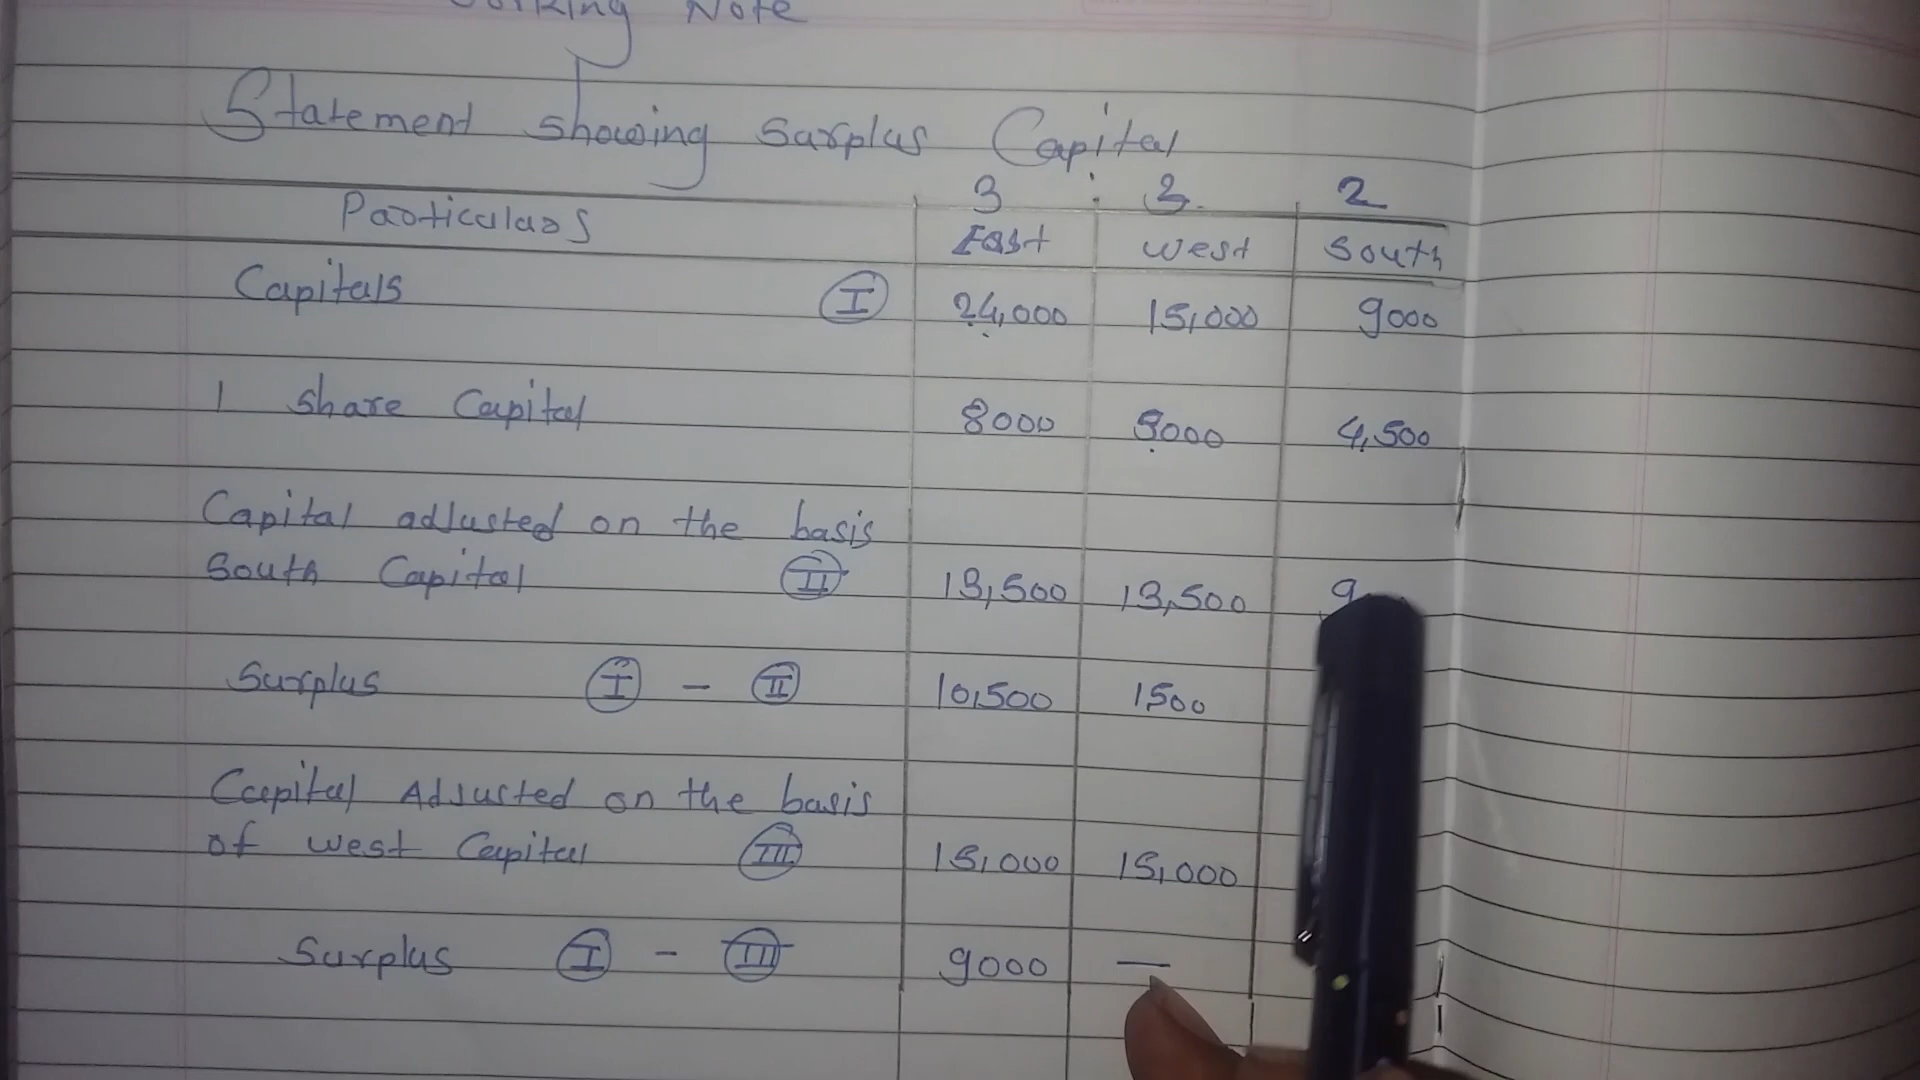 Working Note
Statement showing Surplus Capital
3 : 3 2
Particulars East West South
Capitals I 24,000 15,000 9000
1 Share Capital 8000 5000 4,500
Capital adjusted on the basis
South Capital II 13,500 13,500 9
Surplus I - II 10,500 1500
Capital Adjusted on the basis
of West Capital III 15,000 15,000
Surplus I - III 9000 —